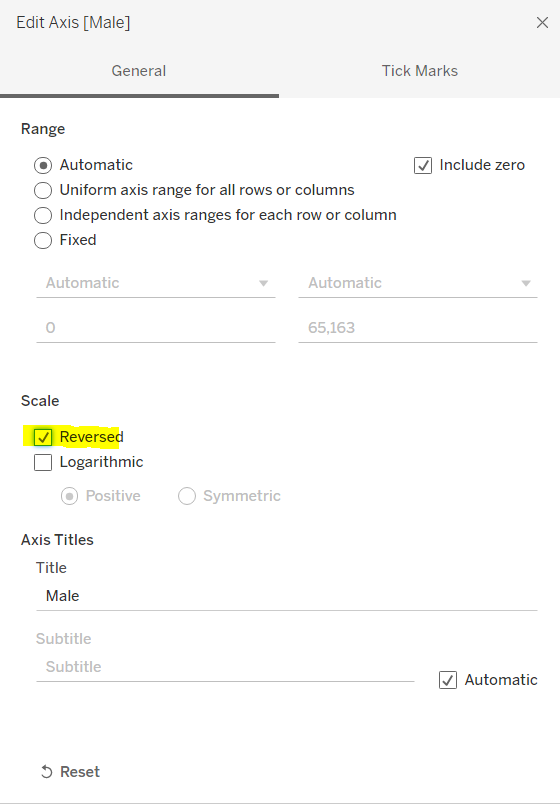 Edit Axis [Male]
General Tick Marks
Range
Automatic Include zero
Uniform axis range for all rows or columns
Independent axis ranges for each row or column
Fixed
Automatic Automatic
0 65,163
Scale
Reversed
Logarithmic
Positive Symmetric
Axis Titles
Title
Male
Subtitle
Subtitle Automatic
Reset